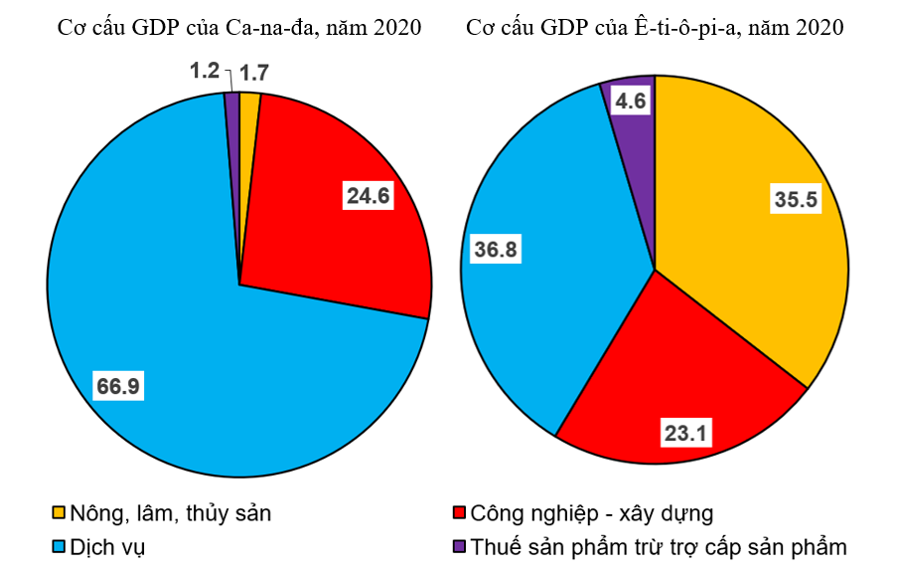 Cơ cấu GDP của Ca-na-đa, năm 2020
Cơ cấu GDP của Ê-ti-ô-pi-a, năm 2020
1.2
1.7
24.6
66.9
4.6
35.5
36.8
23.1
Nông, lâm, thủy sản
Công nghiệp - xây dựng
Dịch vụ
Thuế sản phẩm trừ trợ cấp sản phẩm